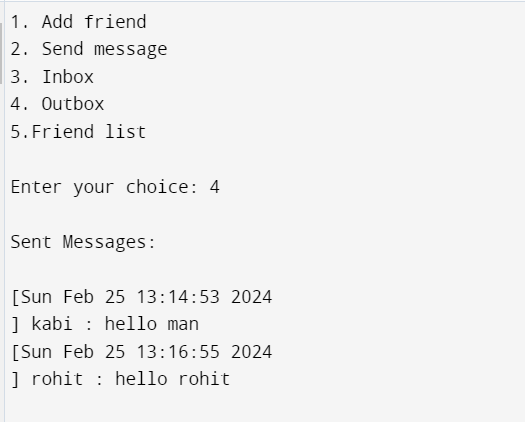 1. Add friend
2. Send message
3. Inbox
4. Outbox
5.Friend list
Enter your choice: 4
Sent Messages:
[Sun Feb 25 13:14:53 2024
] kabi : hello man
[Sun Feb 25 13:16:55 2024
] rohit : hello rohit